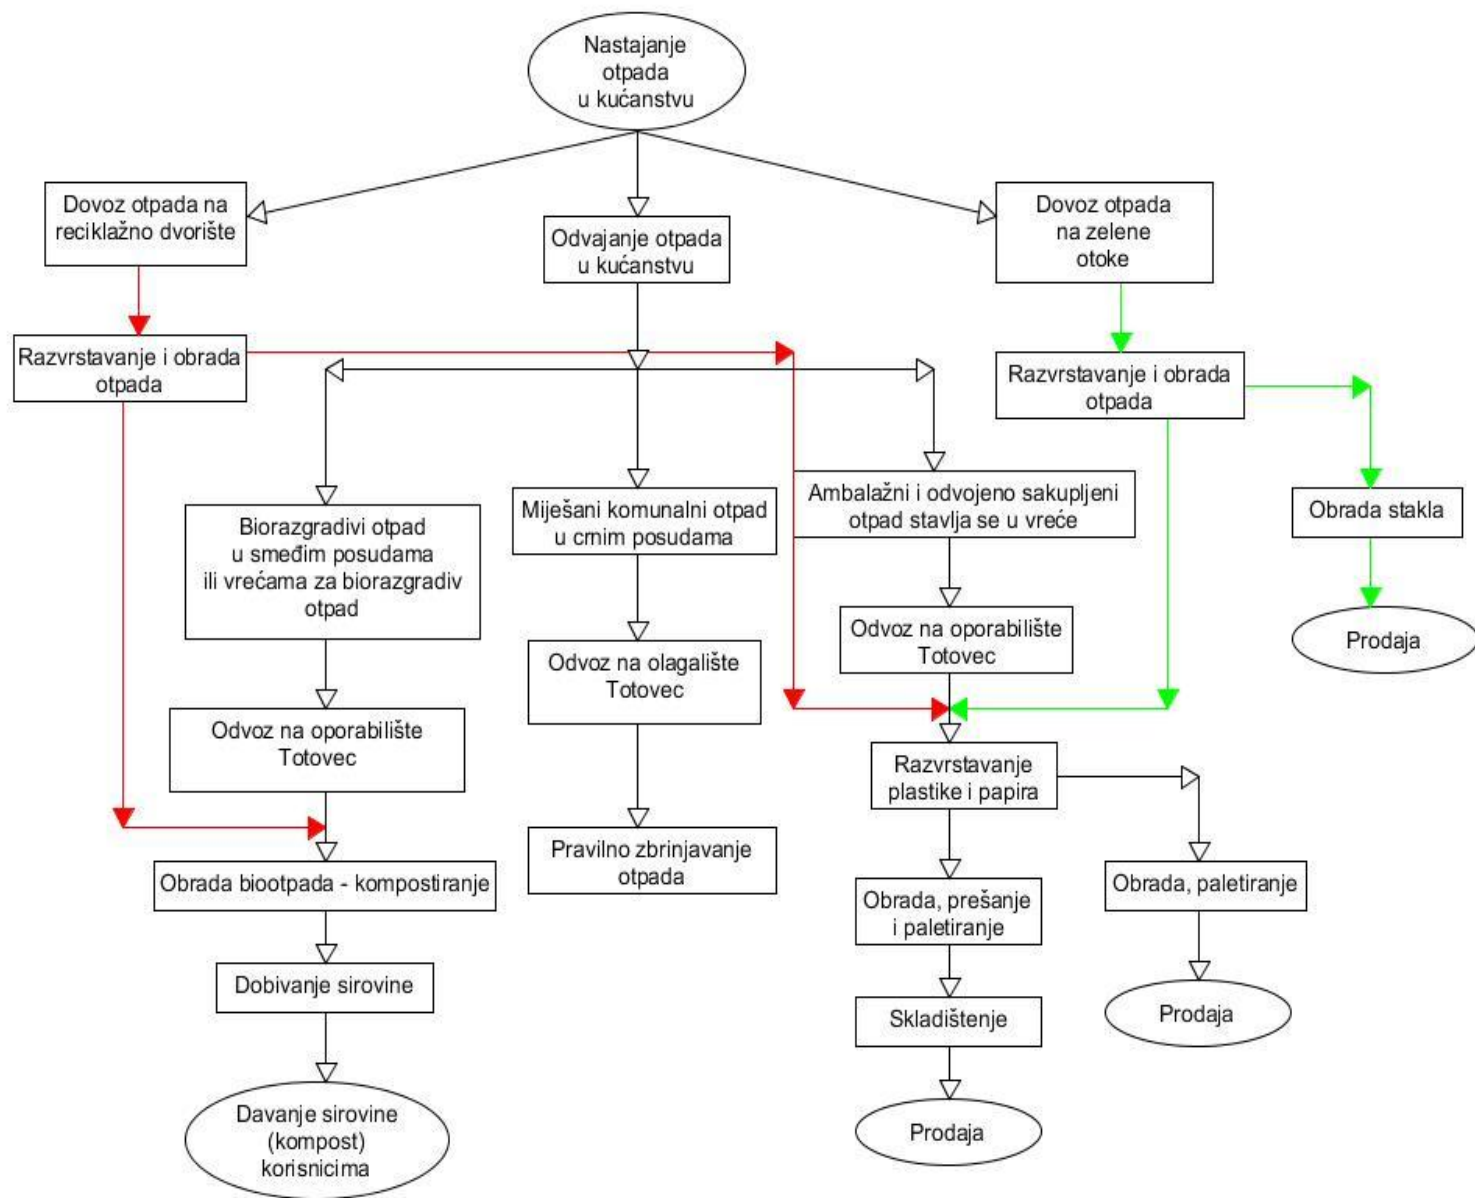 Nastajanje
otpada
u kućanstvu
Dovoz otpada na
reciklažno dvorište
Odvajanje otpada
u kućanstvu
Dovoz otpada
na zelene
otoke
Razvrstavanje i obrada
otpada
Razvrstavanje i obrada
otpada
Biorazgradivi otpad
u smeđim posudama
ili vrećama za biorazgradiv
otpad
Miješani komunalni otpad
u crnim posudama
Ambalažni i odvojeno sakupljeni
otpad stavlja se u vreće
Obrada stakla
Odvoz na oporabilište
Totovec
Odvoz na olagalište
Totovec
Odvoz na oporabilište
Totovec
Prodaja
Razvrstavanje
plastike i papira
Obrada biootpada - kompostiranje
Pravilno zbrinjavanje
otpada
Obrada, prešanje
i paletiranje
Obrada, paletiranje
Dobivanje sirovine
Skladištenje
Prodaja
Davanje sirovine
(kompost)
korisnicima
Prodaja